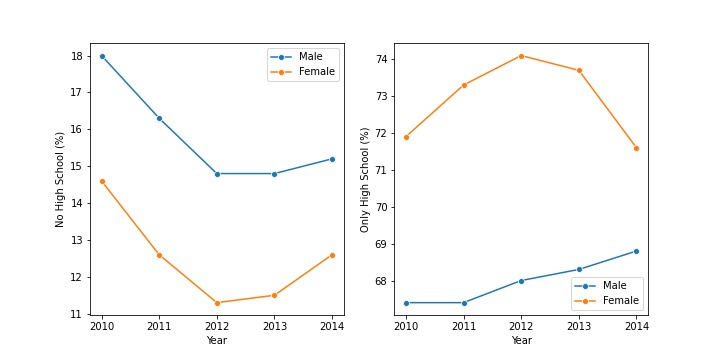 No High School (%)
18
17
16
15
14
13
12
11
2010 2011 2012 2013 2014
Year
Male
Female
Only High School (%)
74
73
72
71
70
69
68
2010 2011 2012 2013 2014
Year
Male
Female